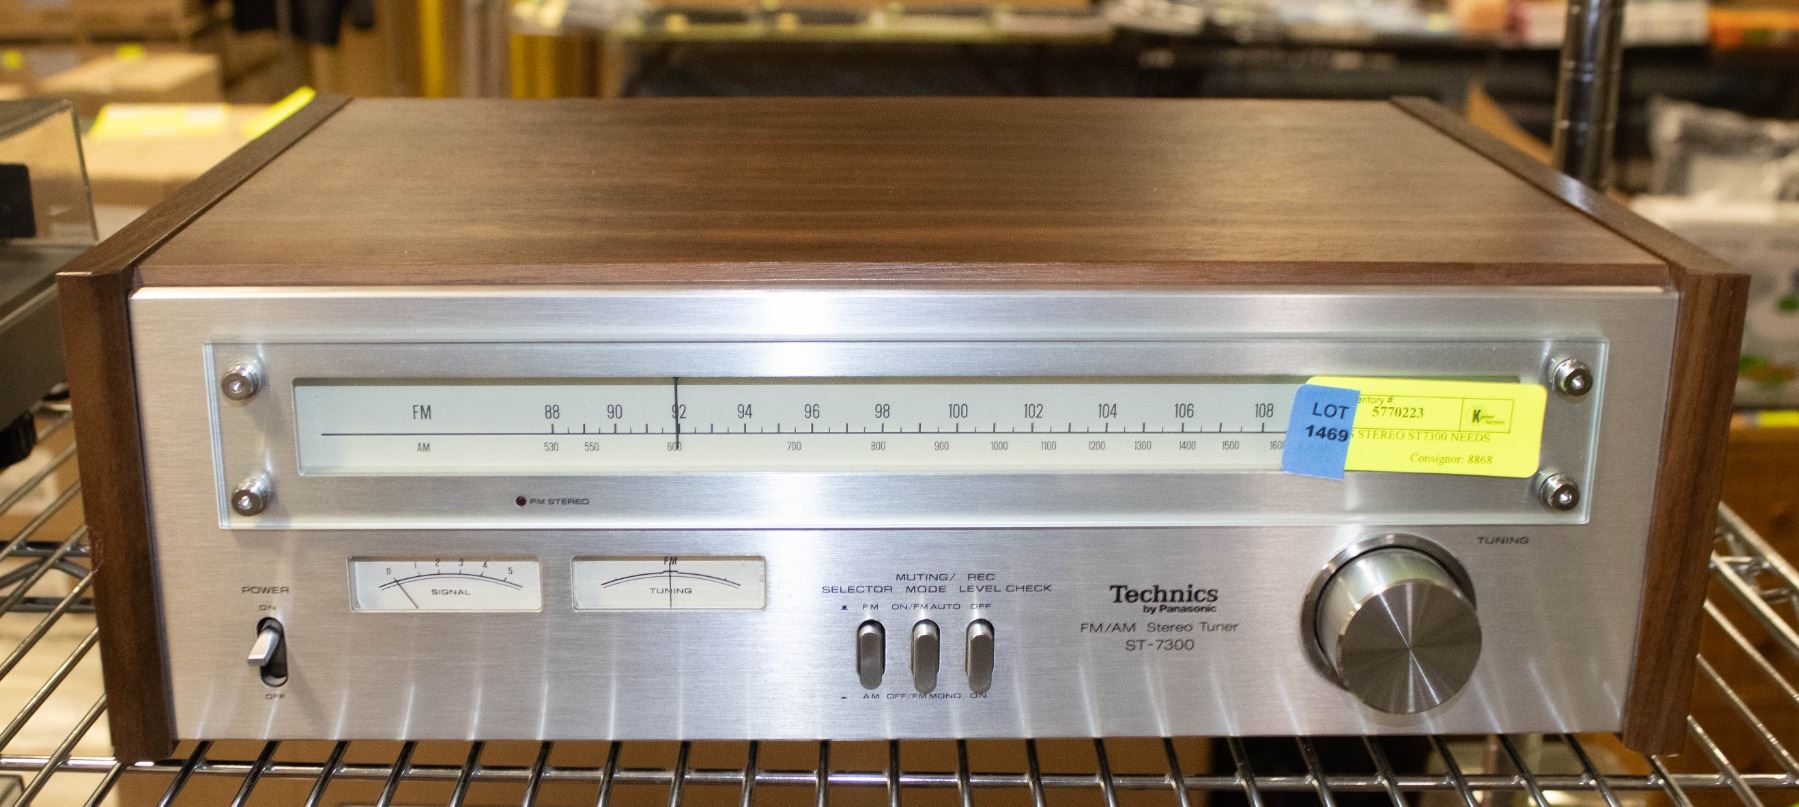 FM 88 90 92 94 96 98 100 102 104 106 108
AM 530 550 600 700 800 900 1000 1100 1200 1300 1400 1500
LOT
1469
5770223
STEREO ST7300 NEEDS
Consignor: 8868
FM STEREO
TUNING
POWER
ON
OFF
0 1 2 3 4 5
SIGNAL
FM
TUNING
MUTING/ REC
SELECTOR MODE LEVEL CHECK
FM ON/FM AUTO OFF
AM OFF/FM MONO ON
Technics
by Panasonic
FM/AM Stereo Tuner
ST-7300